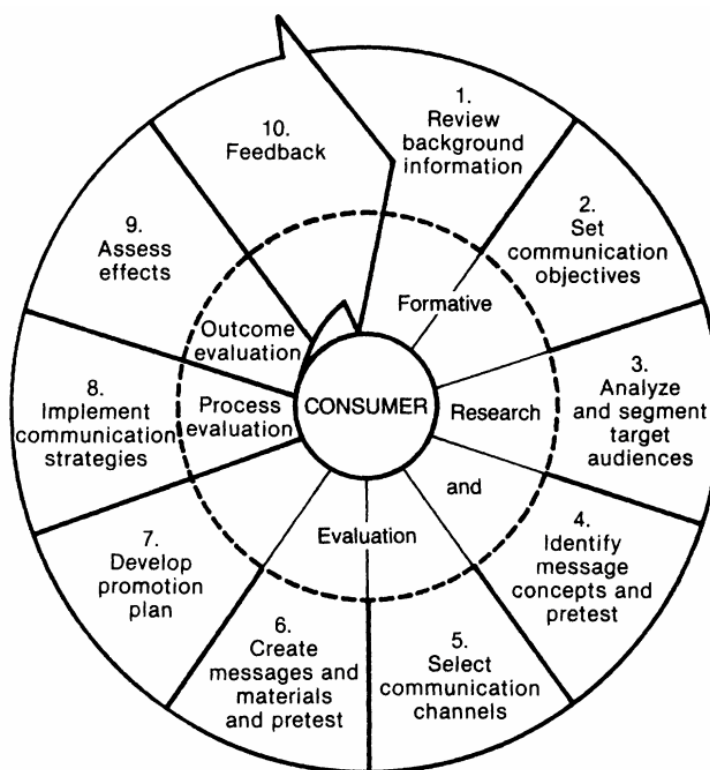 1.
Review
background
information
2.
Set
communication
objectives
3.
Analyze
and segment
target
audiences
4.
Identify
message
concepts and
pretest
5.
Select
communication
channels
6.
Create
messages and
materials
and pretest
7.
Develop
promotion
plan
8.
Implement
communication
strategies
9.
Assess
effects
10.
Feedback
Formative
Research
and
Evaluation
Process
evaluation
Outcome
evaluation
CONSUMER